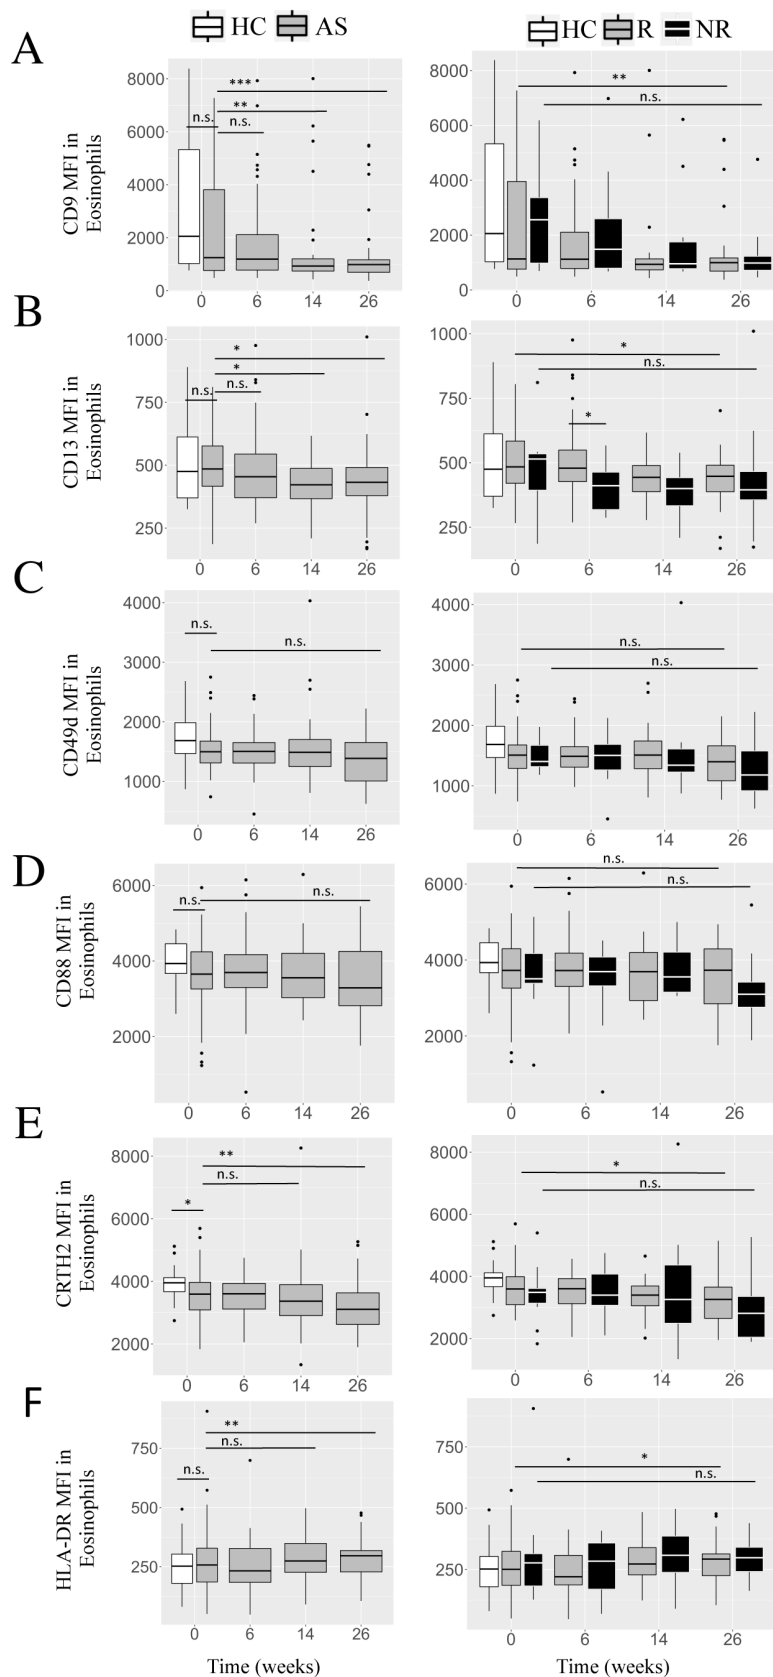 HC AS
HC R NR
A
CD9 MFI in
Eosinophils
8000
6000
4000
2000
0
***
**
n.s.
n.s.
0 6 14 26
8000
6000
4000
2000
0
**
n.s.
0 6 14 26
B
CD13 MFI in
Eosinophils
1000
750
500
250
*
*
n.s.
n.s.
0 6 14 26
1000
750
500
250
*
n.s.
*
0 6 14 26
C
CD49d MFI in
Eosinophils
4000
3000
2000
1000
n.s.
n.s.
0 6 14 26
4000
3000
2000
1000
n.s.
n.s.
0 6 14 26
D
CD88 MFI in
Eosinophils
6000
4000
2000
n.s.
n.s.
0 6 14 26
6000
4000
2000
n.s.
n.s.
0 6 14 26
E
CRTH2 MFI in
Eosinophils
8000
6000
4000
2000
**
n.s.
*
0 6 14 26
8000
6000
4000
2000
*
n.s.
0 6 14 26
F
HLA-DR MFI in
Eosinophils
750
500
250
**
n.s.
n.s.
0 6 14 26
Time (weeks)
750
500
250
*
n.s.
0 6 14 26
Time (weeks)